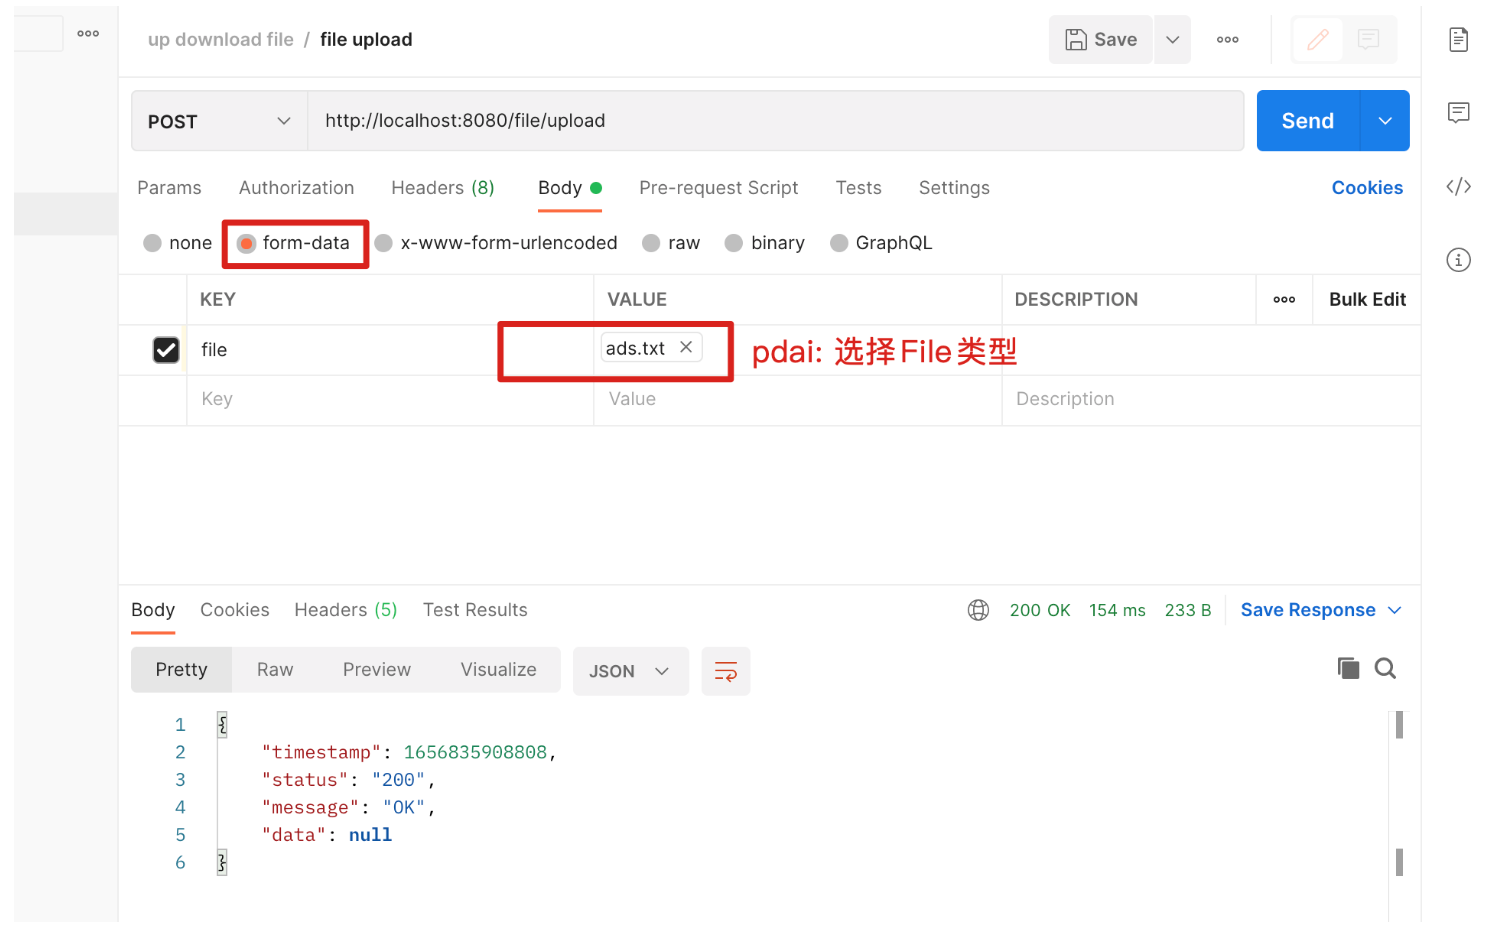 up download file / file upload
Save
POST
http://localhost:8080/file/upload
Send
Params
Authorization
Headers (8)
Body
Pre-request Script
Tests
Settings
Cookies
none
form-data
x-www-form-urlencoded
raw
binary
GraphQL
KEY
VALUE
DESCRIPTION
Bulk Edit
file
ads.txt
pdai: 选择File类型
Key
Value
Description
Body
Cookies
Headers (5)
Test Results
200 OK
154 ms
233 B
Save Response
Pretty
Raw
Preview
Visualize
JSON
1 {
2 "timestamp": 1656835908808,
3 "status": "200",
4 "message": "OK",
5 "data": null
6 }